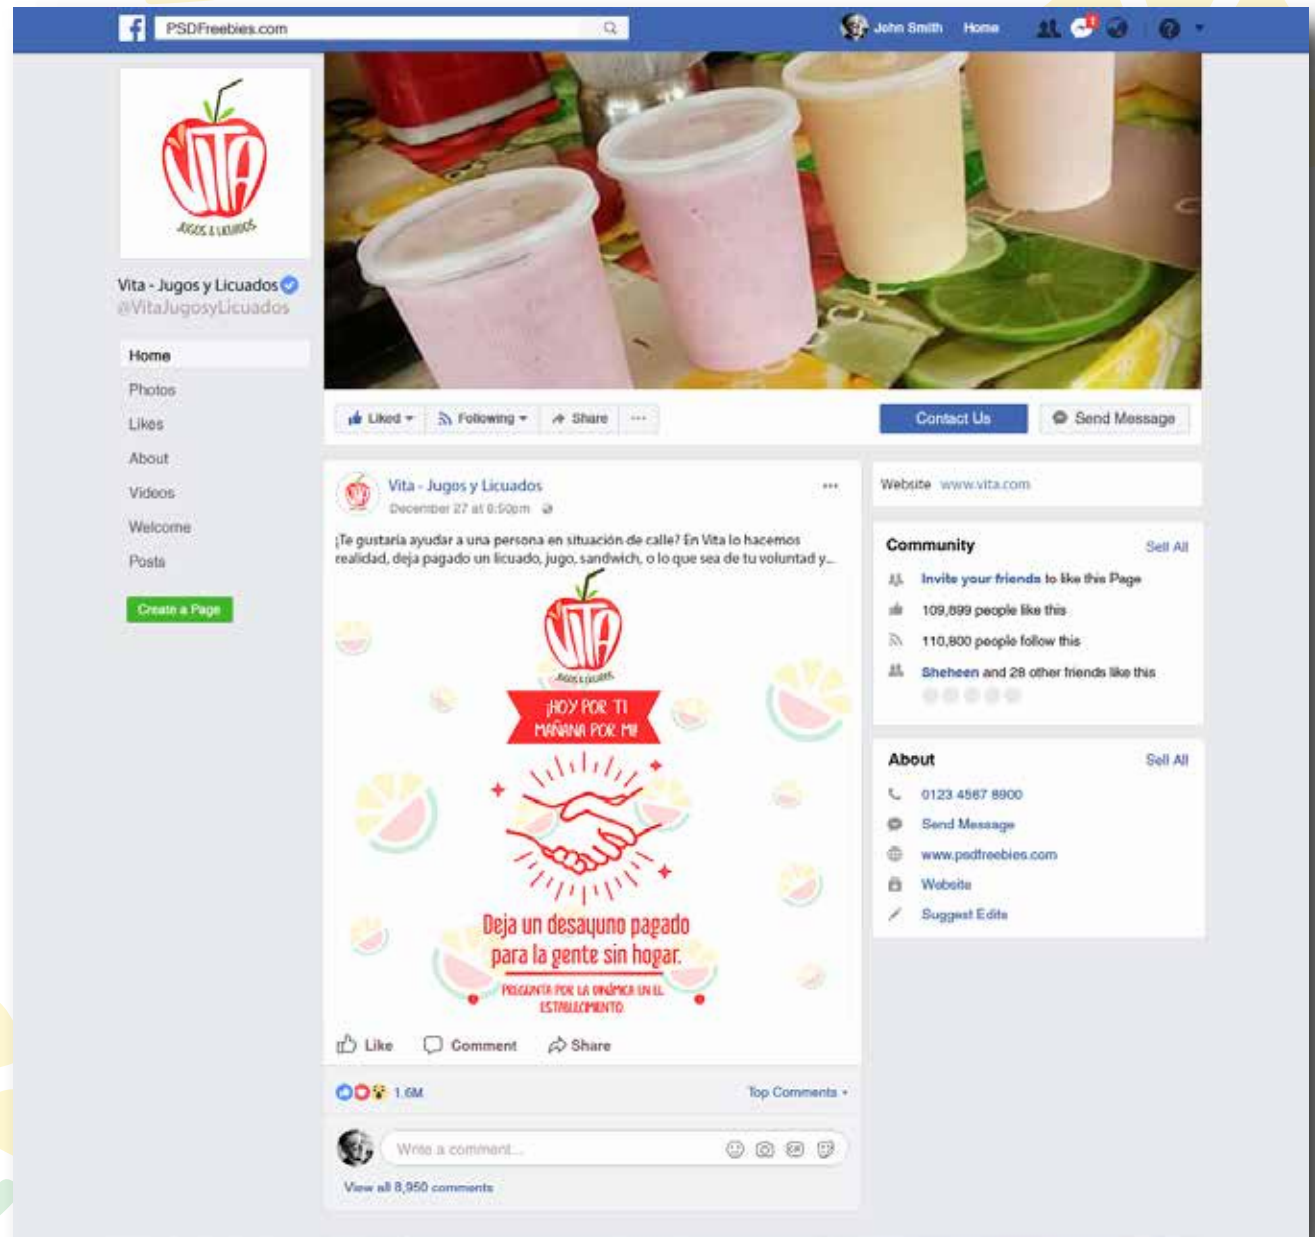 PSDFreebies.com
John Smith Home
1
VITA
JUGOS & LICUADOS
Vita - Jugos y Licuados
@VitaJugosyLicuados
Home
Photos
Likes
About
Videos
Welcome
Posts
Create a Page
Liked Following Share ...
Contact Us Send Message
Vita - Jugos y Licuados ...
December 27 at 6:50pm
¡Te gustaría ayudar a una persona en situación de calle? En Vita lo hacemos
realidad, deja pagado un licuado, jugo, sandwich, o lo que sea de tu voluntad y...
VITA
JUGOS & LICUADOS
¡HOY POR TI
MAÑANA POR MI!
Deja un desayuno pagado
para la gente sin hogar.
PREGUNTA POR LA DINÁMICA EN EL
ESTABLECIMIENTO
Like Comment Share
1.6M Top Comments
Write a comment...
GIF
View all 8,950 comments
Website www.vita.com
Community Sell All
Invite your friends to like this Page
109,899 people like this
110,800 people follow this
Sheheen and 28 other friends like this
About Sell All
0123 4567 8900
Send Message
www.psdfreebies.com
Website
Suggest Edits